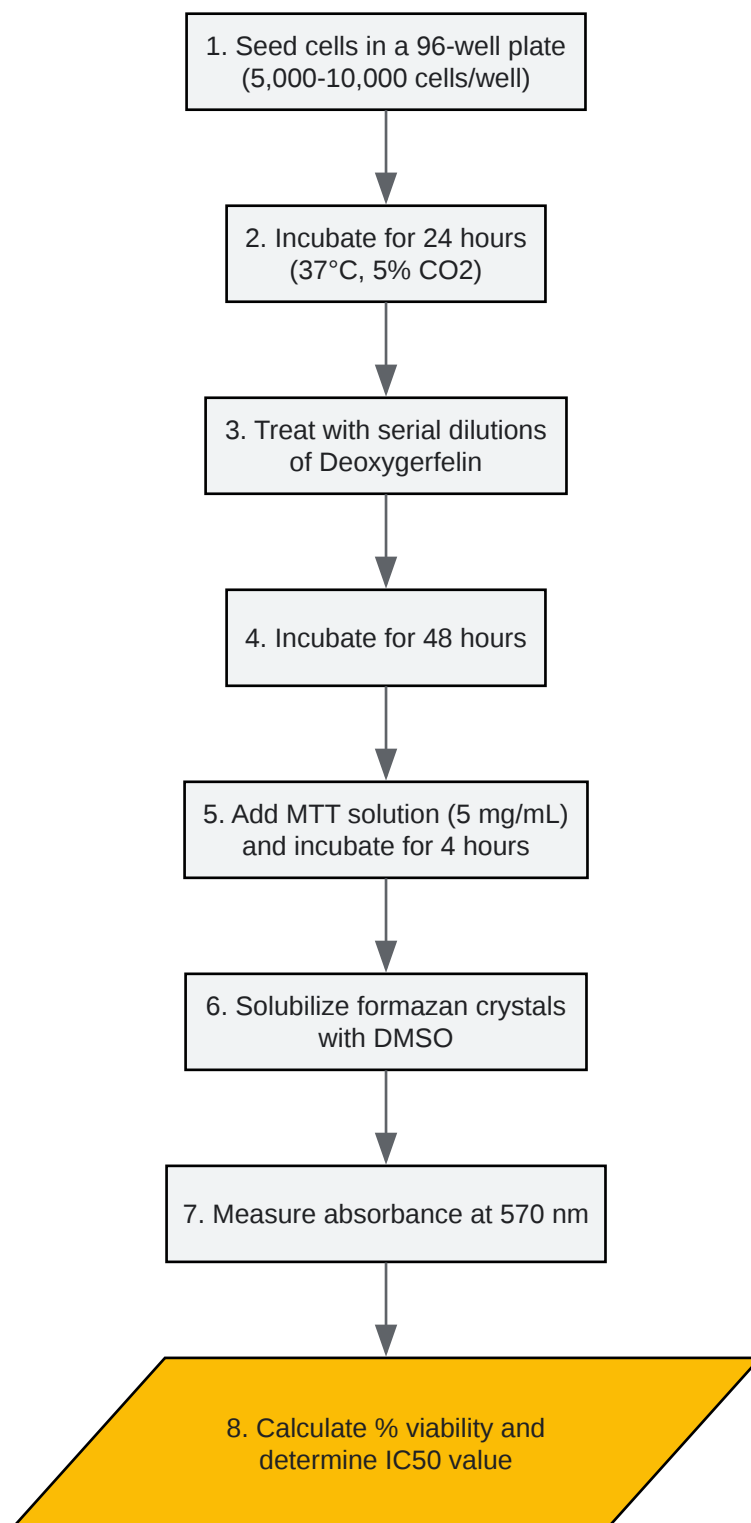 1. Seed cells in a 96-well plate
(5,000-10,000 cells/well)
2. Incubate for 24 hours
(37°C, 5% CO2)
3. Treat with serial dilutions
of Deoxygerfelin
4. Incubate for 48 hours
5. Add MTT solution (5 mg/mL)
and incubate for 4 hours
6. Solubilize formazan crystals
with DMSO
7. Measure absorbance at 570 nm
8. Calculate % viability and
determine IC50 value